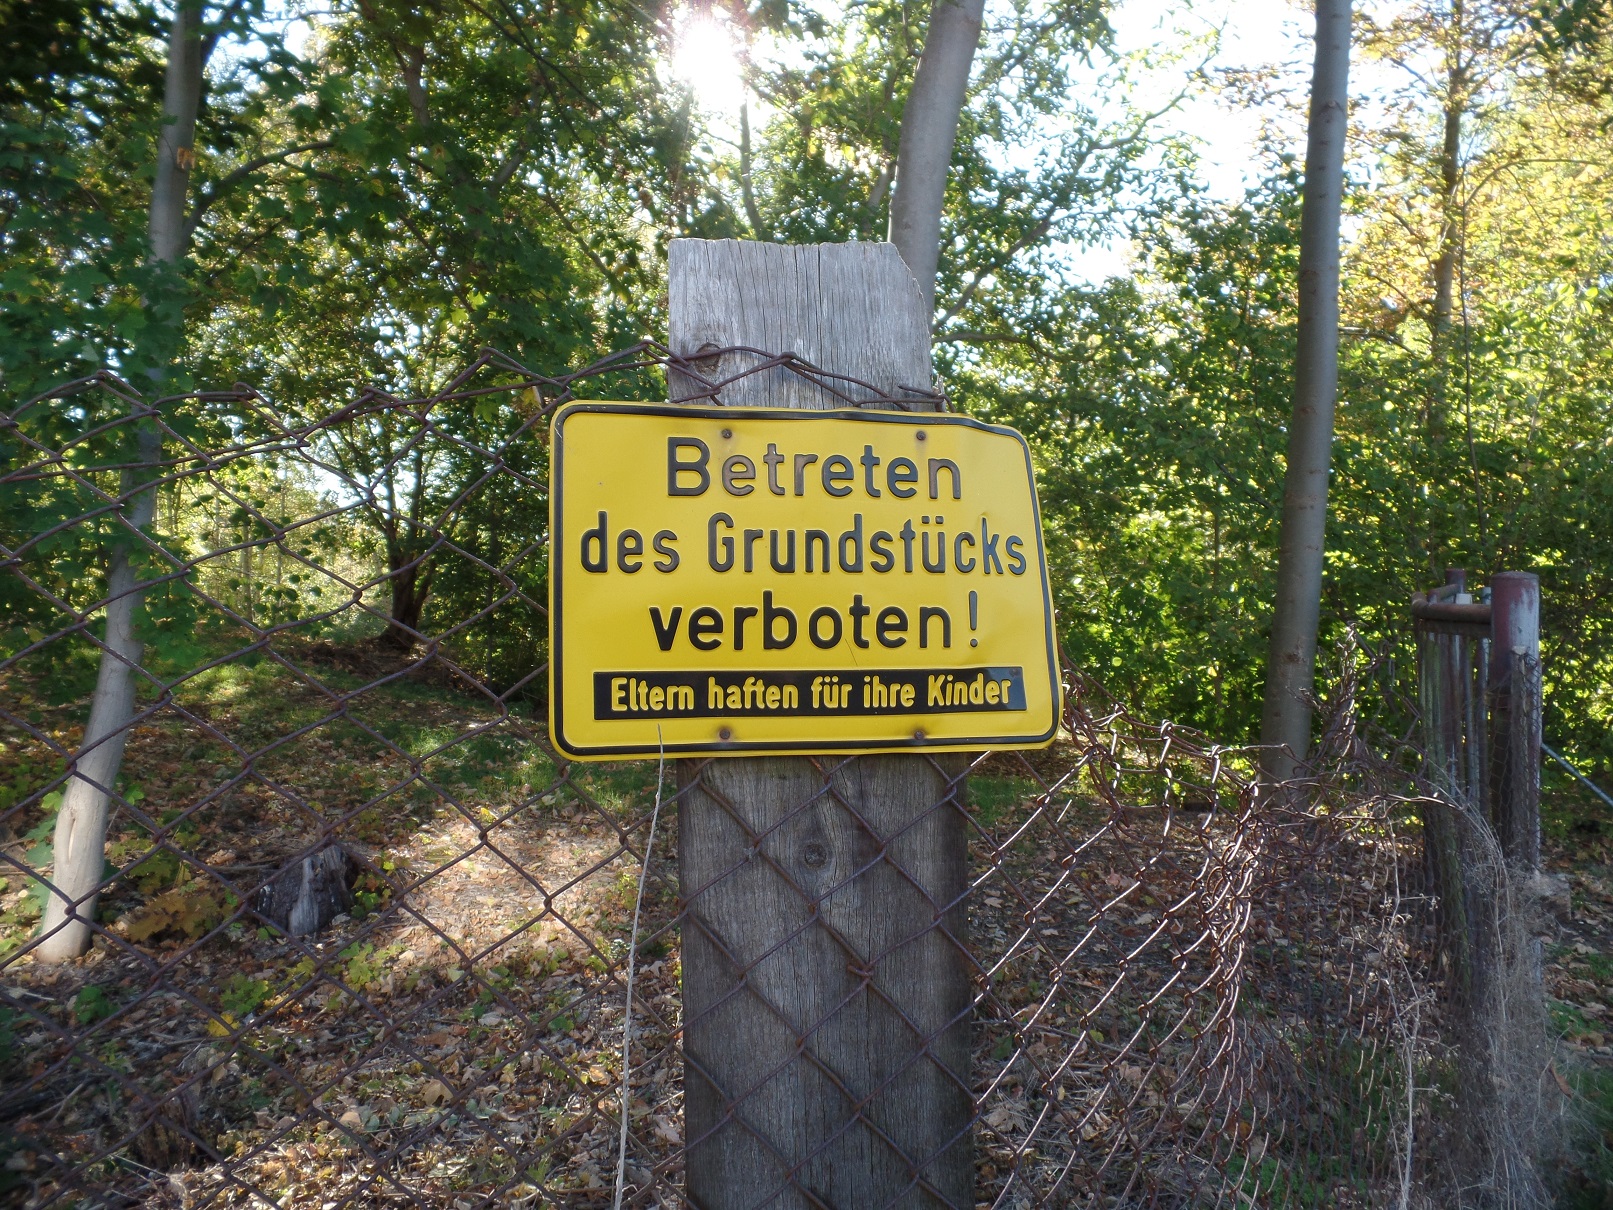 Betreten
des Grundstücks
verboten!
Eltern haften für ihre Kinder